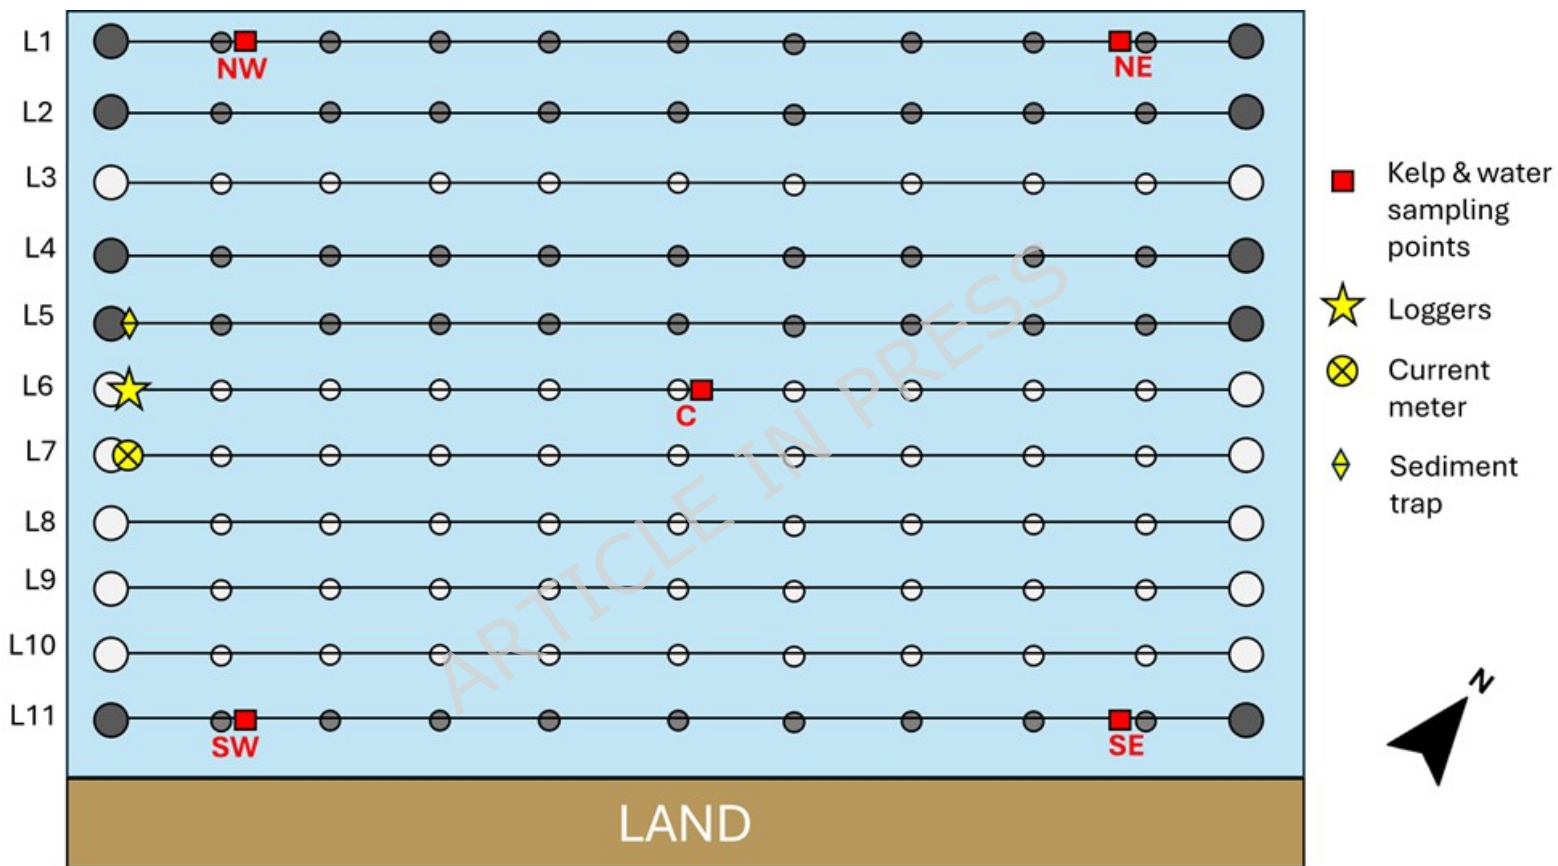 L1
NW
NE
L2
L3
L4
L5
L6
C
L7
L8
L9
L10
L11
SW
SE
LAND
Kelp & water
sampling
points
Loggers
Current
meter
Sediment
trap
N
ARTICLE IN PRESS